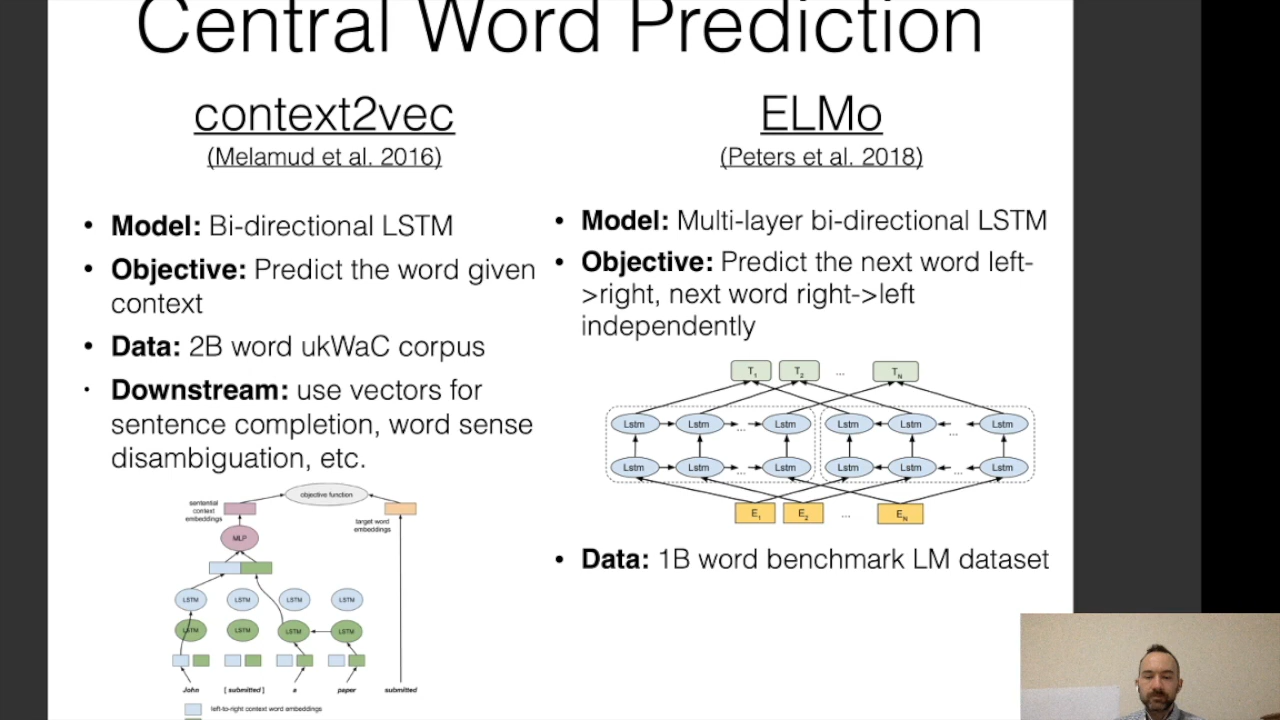 Central Word Prediction
context2vec
(Melamud et al. 2016)
• Model: Bi-directional LSTM
• Objective: Predict the word given
context
• Data: 2B word ukWaC corpus
• Downstream: use vectors for
sentence completion, word sense
disambiguation, etc.
objective function
sentential
context
embeddings
target word
embeddings
MLP
LSTM LSTM LSTM LSTM
LSTM LSTM LSTM LSTM
John [ submitted ] a paper submitted
left-to-right context word embeddings
ELMo
(Peters et al. 2018)
• Model: Multi-layer bi-directional LSTM
• Objective: Predict the next word left-
>right, next word right->left
independently
T1 T2 ... TN
Lstm Lstm ... Lstm Lstm Lstm ... Lstm
Lstm Lstm ... Lstm Lstm Lstm ... Lstm
E1 E2 ... EN
• Data: 1B word benchmark LM dataset